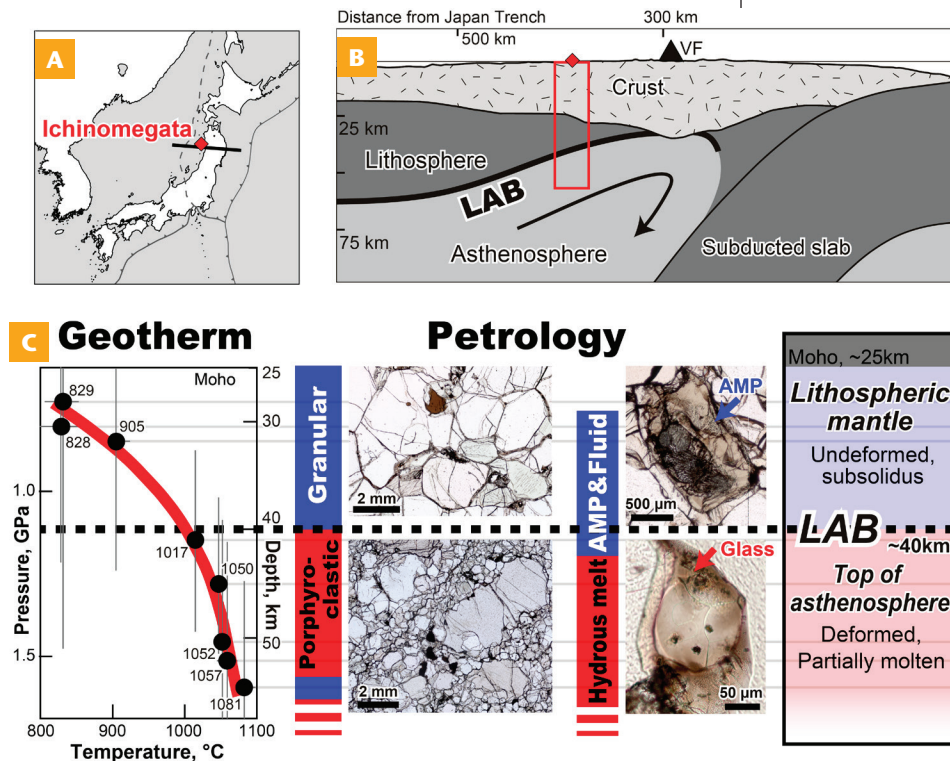 A
Ichinomegata
Distance from Japan Trench
500 km
300 km
B
VF
Crust
25 km
Lithosphere
LAB
75 km
Asthenosphere
Subducted slab
C
Geotherm
Petrology
Moho
25
829
828
905
30
1.0
40
1017
1050
50
1052
1057
1081
1.5
Pressure, GPa
Depth, km
800
900
1000
1100
Temperature, °C
Granular
Porphyro-
clastic
2 mm
2 mm
AMP&Fluid
Hydrous melt
AMP
500 µm
Glass
50 µm
Moho, ~25km
Lithospheric
mantle
Undeformed,
subsolidus
LAB
~40km
Top of
asthenosphere
Deformed,
Partially molten